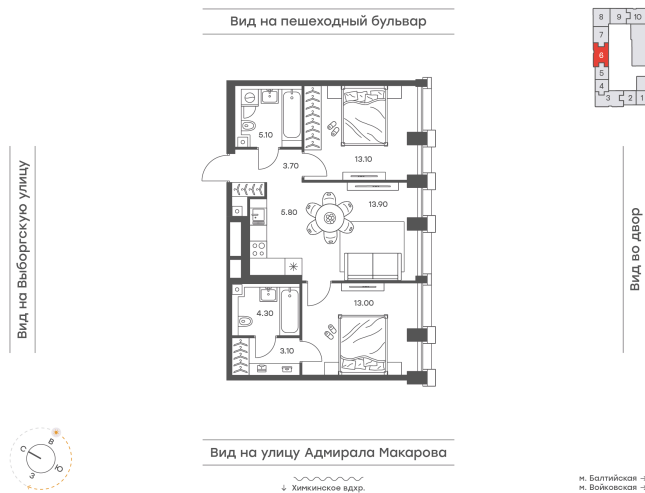 Вид на пешеходный бульвар
8 9 10
7
6
5
4
3 2 1
5.10
13.10
3.70
13.90
5.80
Вид на Выборгскую улицу
Вид во двор
13.00
4.30
3.10
Вид на улицу Адмирала Макарова
С В
З Ю
↓ Химкинское вдхр.
м. Балтийская →
м. Войковская →